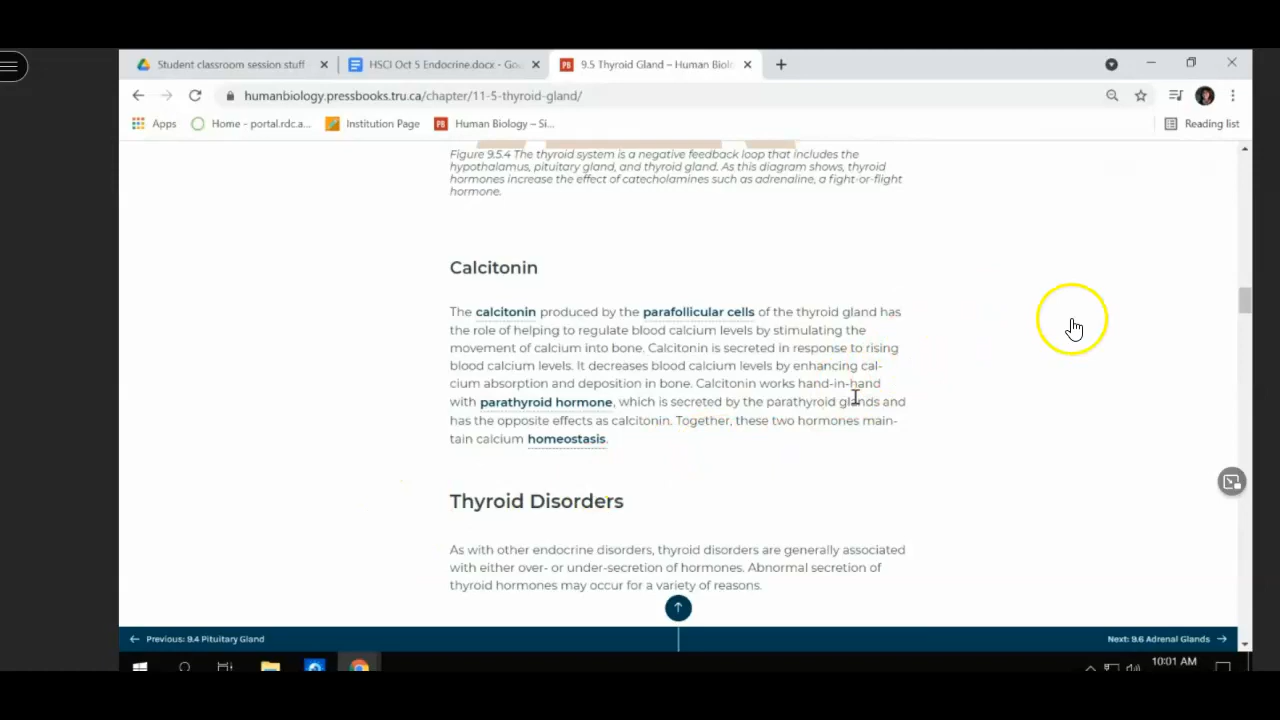 Student classroom session stuff
HSCI Oct 5 Endocrine.docx - Goo
9.5 Thyroid Gland – Human Biol
humanbiology.pressbooks.tru.ca/chapter/11-5-thyroid-gland/
Apps
Home - portal.rdc.a...
Institution Page
Human Biology – Si...
Reading list
Figure 9.5.4 The thyroid system is a negative feedback loop that includes the
hypothalamus, pituitary gland, and thyroid gland. As this diagram shows, thyroid
hormones increase the effect of catecholamines such as adrenaline, a fight-or-flight
hormone.
Calcitonin
The calcitonin produced by the parafollicular cells of the thyroid gland has
the role of helping to regulate blood calcium levels by stimulating the
movement of calcium into bone. Calcitonin is secreted in response to rising
blood calcium levels. It decreases blood calcium levels by enhancing cal-
cium absorption and deposition in bone. Calcitonin works hand-in-hand
with parathyroid hormone, which is secreted by the parathyroid glands and
has the opposite effects as calcitonin. Together, these two hormones main-
tain calcium homeostasis.
Thyroid Disorders
As with other endocrine disorders, thyroid disorders are generally associated
with either over- or under-secretion of hormones. Abnormal secretion of
thyroid hormones may occur for a variety of reasons.
Previous: 9.4 Pituitary Gland
Next: 9.6 Adrenal Glands
10:01 AM